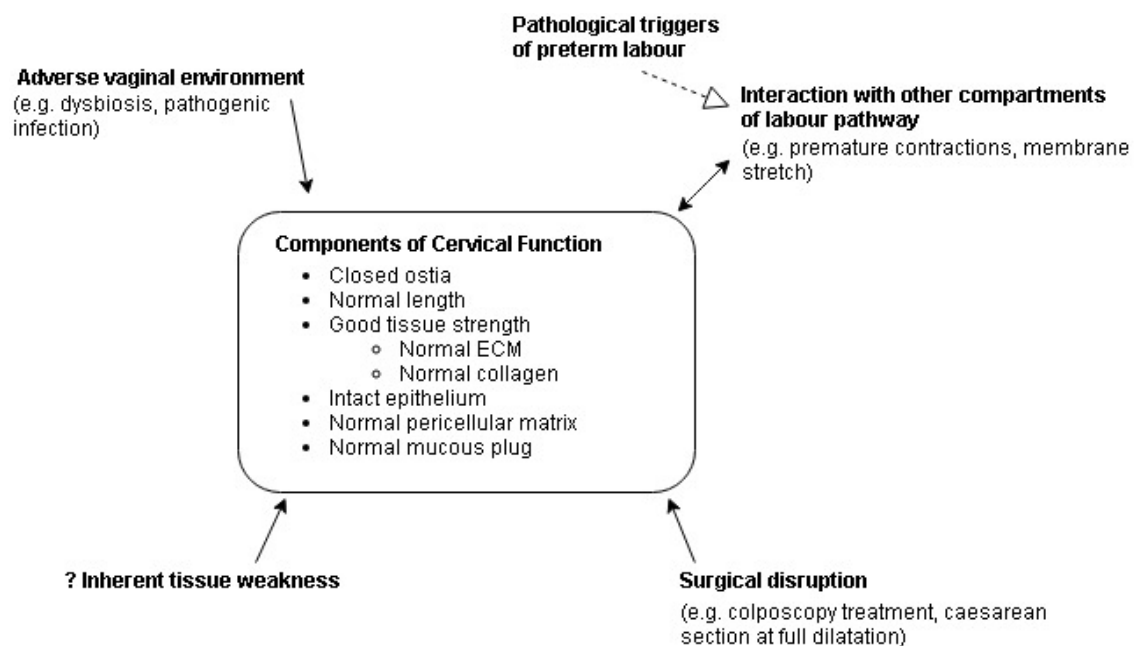 Pathological triggers
of preterm labour
Adverse vaginal environment
(e.g. dysbiosis, pathogenic
infection)
Interaction with other compartments
of labour pathway
(e.g. premature contractions, membrane
stretch)
Components of Cervical Function
• Closed ostia
• Normal length
• Good tissue strength
○ Normal ECM
○ Normal collagen
• Intact epithelium
• Normal pericellular matrix
• Normal mucous plug
? Inherent tissue weakness
Surgical disruption
(e.g. colposcopy treatment, caesarean
section at full dilatation)